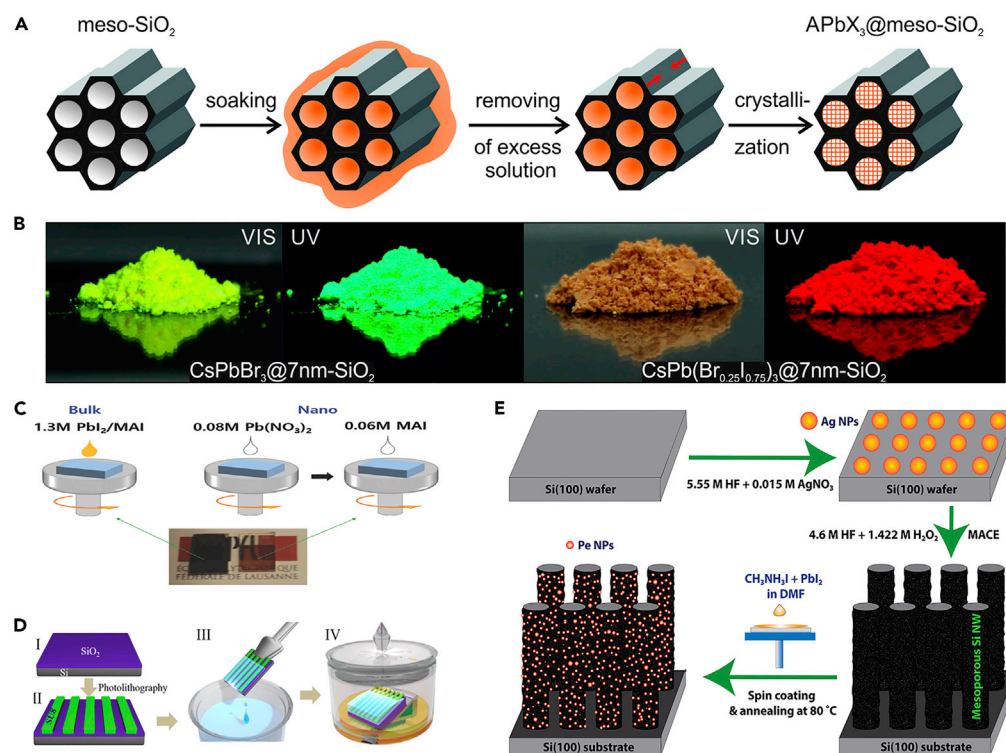 A
meso-SiO₂
APbX₃@meso-SiO₂
soaking
removing
of excess
solution
crystalli-
zation
B
VIS
UV
VIS
UV
CsPbBr₃@7nm-SiO₂
CsPb(Br₀.₂₅I₀.₇₅)₃@7nm-SiO₂
C
Bulk
1.3M PbI₂/MAI
Nano
0.08M Pb(NO₃)₂
0.06M MAI
FÉDÉRALE DE LAUSANNE
D
I
SiO₂
Si
Photolithography
II
SU8
III
IV
E
Si(100) wafer
5.55 M HF + 0.015 M AgNO₃
Ag NPs
Si(100) wafer
4.6 M HF + 1.422 M H₂O₂
MACE
Pe NPs
CH₃NH₃I + PbI₂
in DMF
Mesoporous Si NW
Spin coating
& annealing at 80 °C
Si(100) substrate
Si(100) substrate